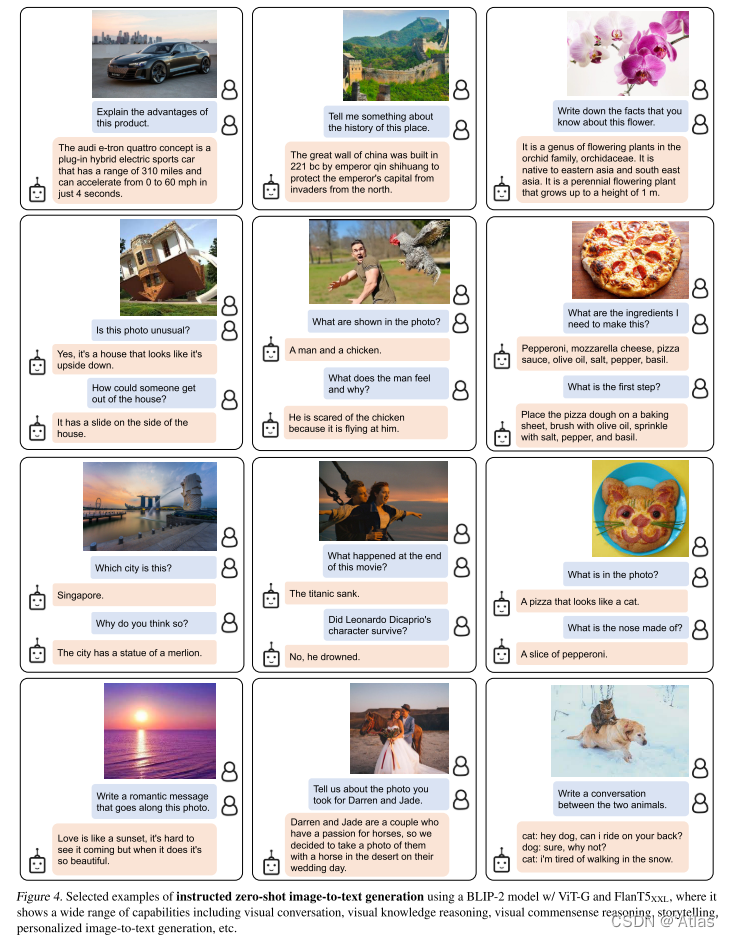 Explain the advantages of
this product.
The audi e-tron quattro concept is a
plug-in hybrid electric sports car
that has a range of 310 miles and
can accelerate from 0 to 60 mph in
just 4 seconds.
Tell me something about
the history of this place.
The great wall of china was built in
221 bc by emperor qin shihuang to
protect the emperor's capital from
invaders from the north.
Write down the facts that you
know about this flower.
It is a genus of flowering plants in the
orchid family, orchidaceae. It is
native to eastern asia and south east
asia. It is a perennial flowering plant
that grows up to a height of 1 m.
Is this photo unusual?
Yes, it's a house that looks like it's
upside down.
How could someone get
out of the house?
It has a slide on the side of the
house.
What are shown in the photo?
A man and a chicken.
What does the man feel
and why?
He is scared of the chicken
because it is flying at him.
What are the ingredients I
need to make this?
Pepperoni, mozzarella cheese, pizza
sauce, olive oil, salt, pepper, basil.
What is the first step?
Place the pizza dough on a baking
sheet, brush with olive oil, sprinkle
with salt, pepper, and basil.
Which city is this?
Singapore.
Why do you think so?
The city has a statue of a merlion.
What happened at the end
of this movie?
The titanic sank.
Did Leonardo Dicaprio's
character survive?
No, he drowned.
What is in the photo?
A pizza that looks like a cat.
What is the nose made of?
A slice of pepperoni.
Write a romantic message
that goes along this photo.
Love is like a sunset, it's hard to
see it coming but when it does it's
so beautiful.
Tell us about the photo you
took for Darren and Jade.
Darren and Jade are a couple who
have a passion for horses, so we
decided to take a photo of them
with a horse in the desert on their
wedding day.
Write a conversation
between the two animals.
cat: hey dog, can i ride on your back?
dog: sure, why not?
cat: i'm tired of walking in the snow.
Figure 4. Selected examples of instructed zero-shot image-to-text generation using a BLIP-2 model w/ ViT-G and FlanT5XXL, where it
shows a wide range of capabilities including visual conversation, visual knowledge reasoning, visual commensense reasoning, storytelling,
personalized image-to-text generation, etc.
CSDN @Atlas